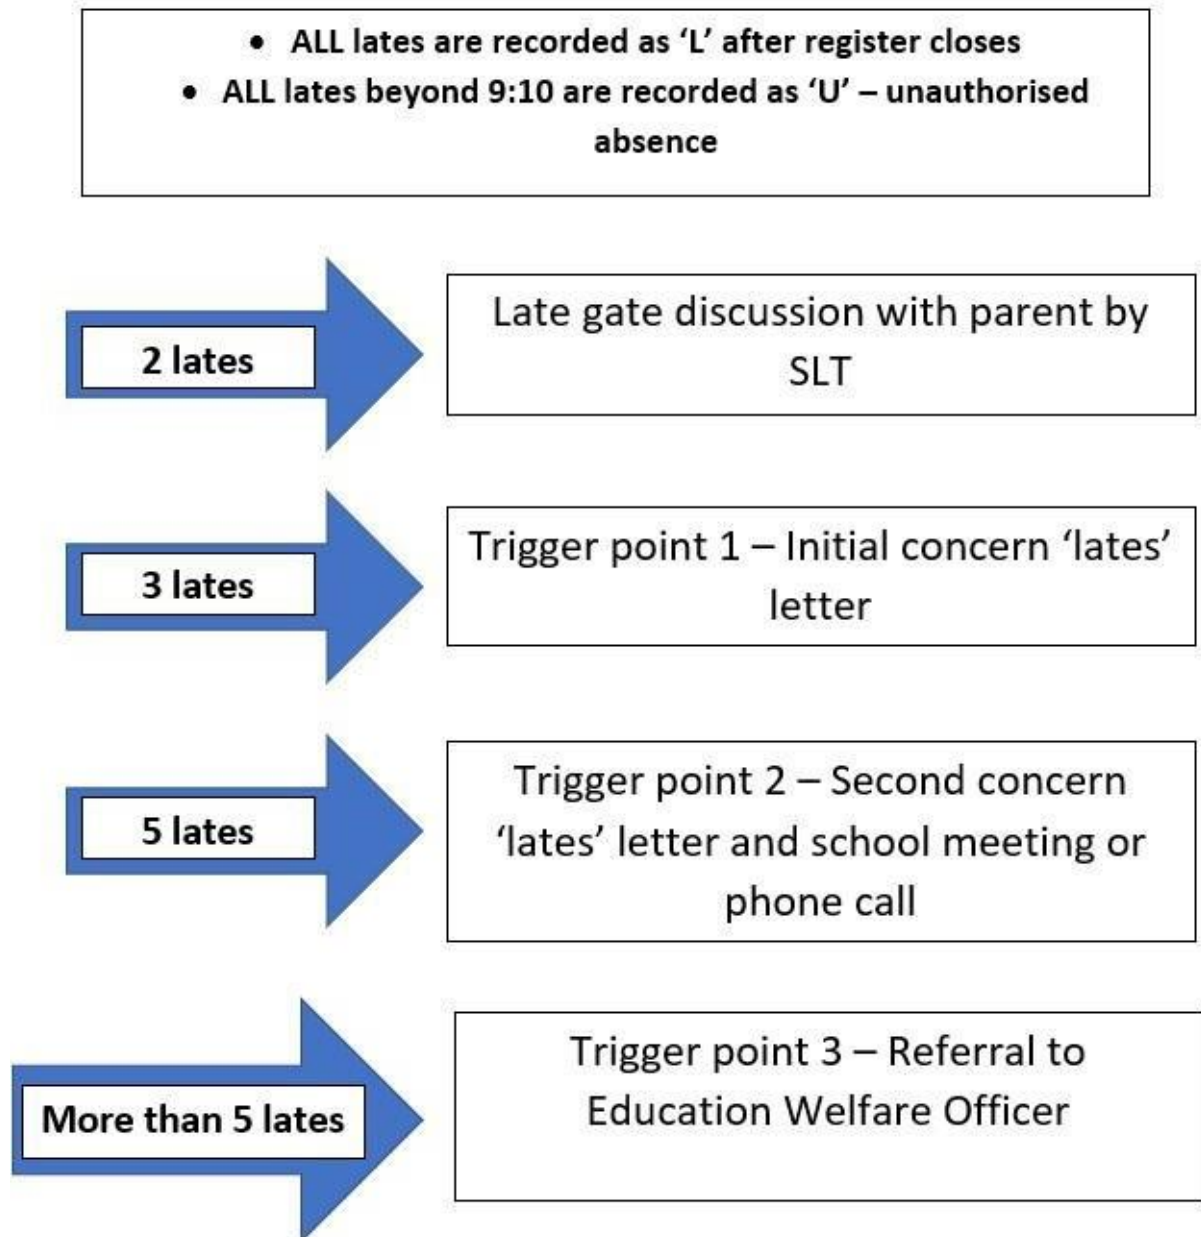 • ALL lates are recorded as ‘L’ after register closes
• ALL lates beyond 9:10 are recorded as ‘U’ – unauthorised
absence
2 lates
Late gate discussion with parent by
SLT
3 lates
Trigger point 1 – Initial concern ‘lates’
letter
5 lates
Trigger point 2 – Second concern
‘lates’ letter and school meeting or
phone call
More than 5 lates
Trigger point 3 – Referral to
Education Welfare Officer